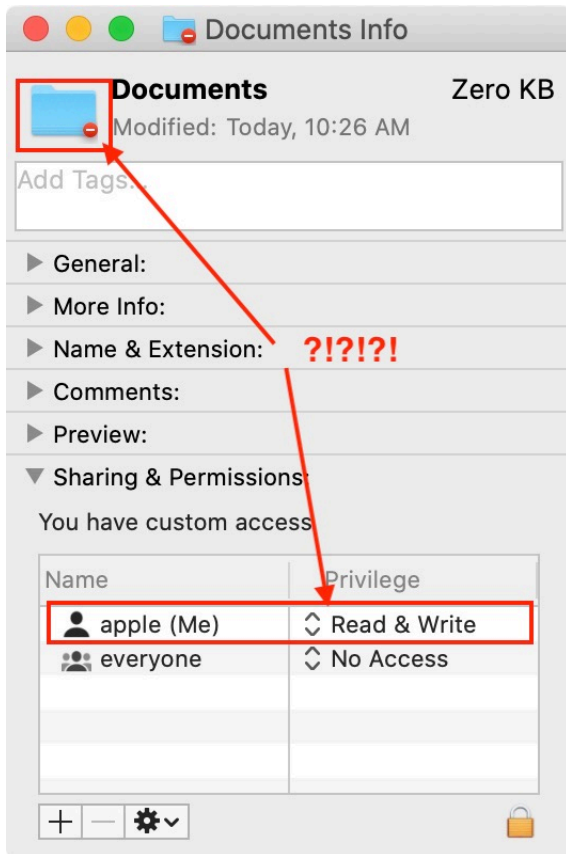 Documents Info
Documents Zero KB
Modified: Today, 10:26 AM
Add Tags...
General:
More Info:
Name & Extension: ?!?!?!
Comments:
Preview:
Sharing & Permissions:
You have custom access
Name Privilege
apple (Me) Read & Write
everyone No Access